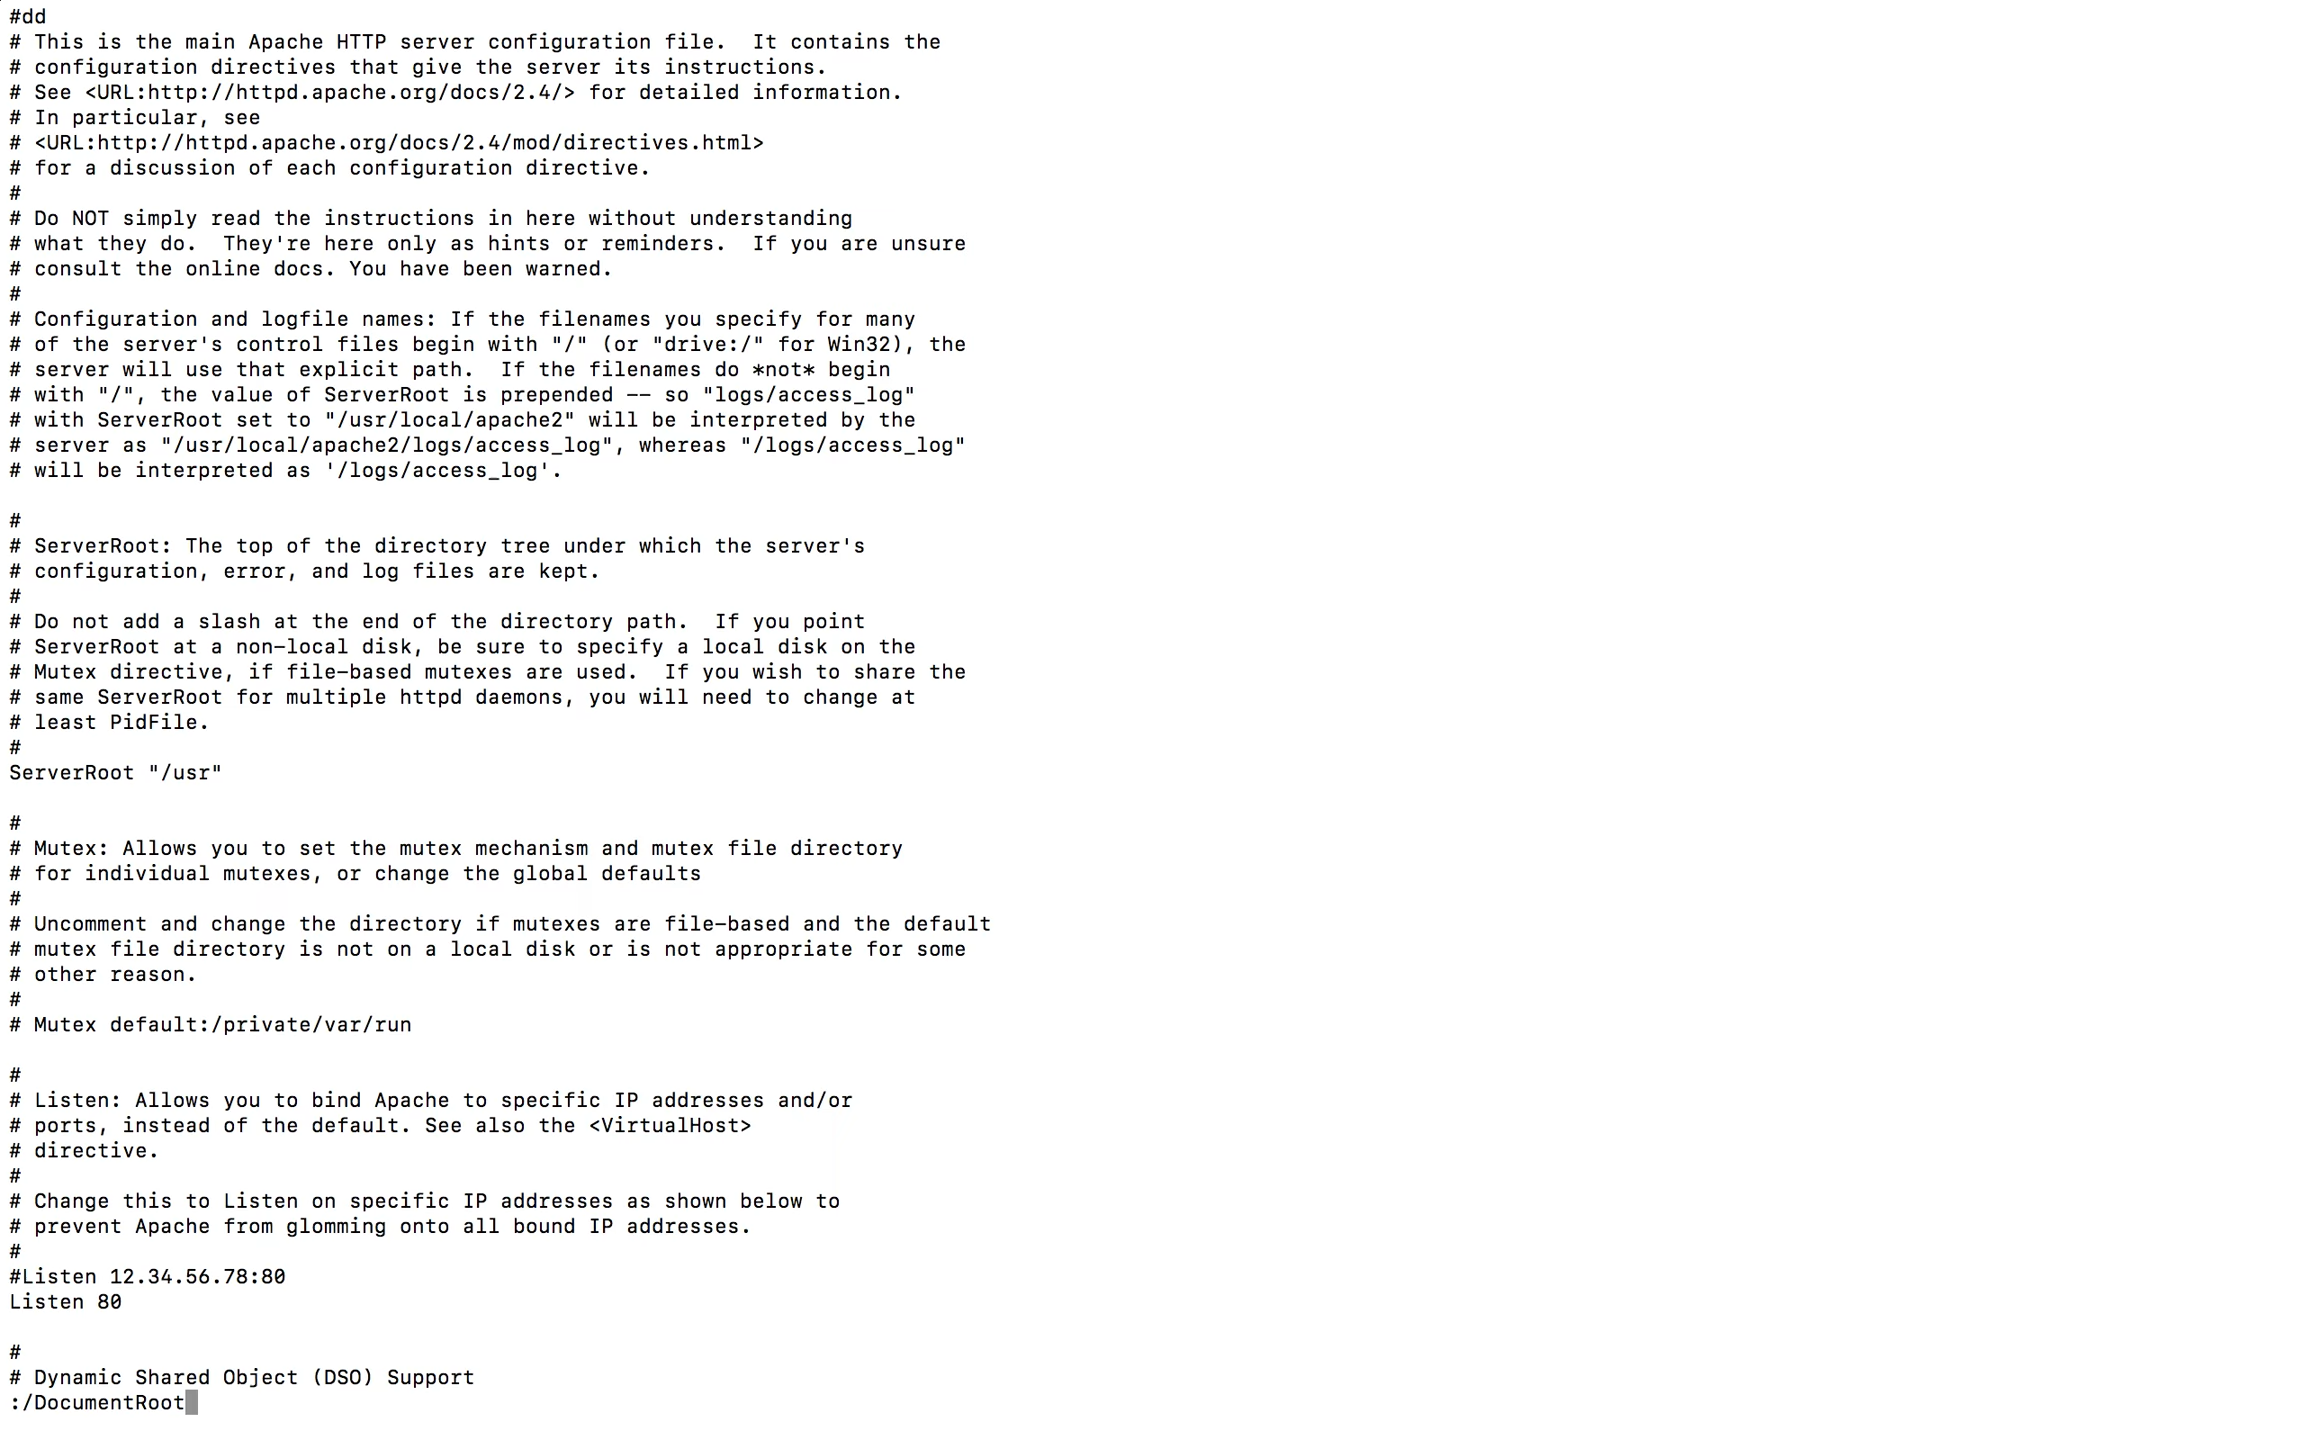 #dd
# This is the main Apache HTTP server configuration file.  It contains the
# configuration directives that give the server its instructions.
# See <URL:http://httpd.apache.org/docs/2.4/> for detailed information.
# In particular, see
# <URL:http://httpd.apache.org/docs/2.4/mod/directives.html>
# for a discussion of each configuration directive.
#
# Do NOT simply read the instructions in here without understanding
# what they do.  They're here only as hints or reminders.  If you are unsure
# consult the online docs. You have been warned.
#
# Configuration and logfile names: If the filenames you specify for many
# of the server's control files begin with "/" (or "drive:/" for Win32), the
# server will use that explicit path.  If the filenames do *not* begin
# with "/", the value of ServerRoot is prepended -- so "logs/access_log"
# with ServerRoot set to "/usr/local/apache2" will be interpreted by the
# server as "/usr/local/apache2/logs/access_log", whereas "/logs/access_log"
# will be interpreted as '/logs/access_log'.

#
# ServerRoot: The top of the directory tree under which the server's
# configuration, error, and log files are kept.
#
# Do not add a slash at the end of the directory path.  If you point
# ServerRoot at a non-local disk, be sure to specify a local disk on the
# Mutex directive, if file-based mutexes are used.  If you wish to share the
# same ServerRoot for multiple httpd daemons, you will need to change at
# least PidFile.
#
ServerRoot "/usr"

#
# Mutex: Allows you to set the mutex mechanism and mutex file directory
# for individual mutexes, or change the global defaults
#
# Uncomment and change the directory if mutexes are file-based and the default
# mutex file directory is not on a local disk or is not appropriate for some
# other reason.
#
# Mutex default:/private/var/run

#
# Listen: Allows you to bind Apache to specific IP addresses and/or
# ports, instead of the default. See also the <VirtualHost>
# directive.
#
# Change this to Listen on specific IP addresses as shown below to
# prevent Apache from glomming onto all bound IP addresses.
#
#Listen 12.34.56.78:80
Listen 80

#
# Dynamic Shared Object (DSO) Support
:/DocumentRoot